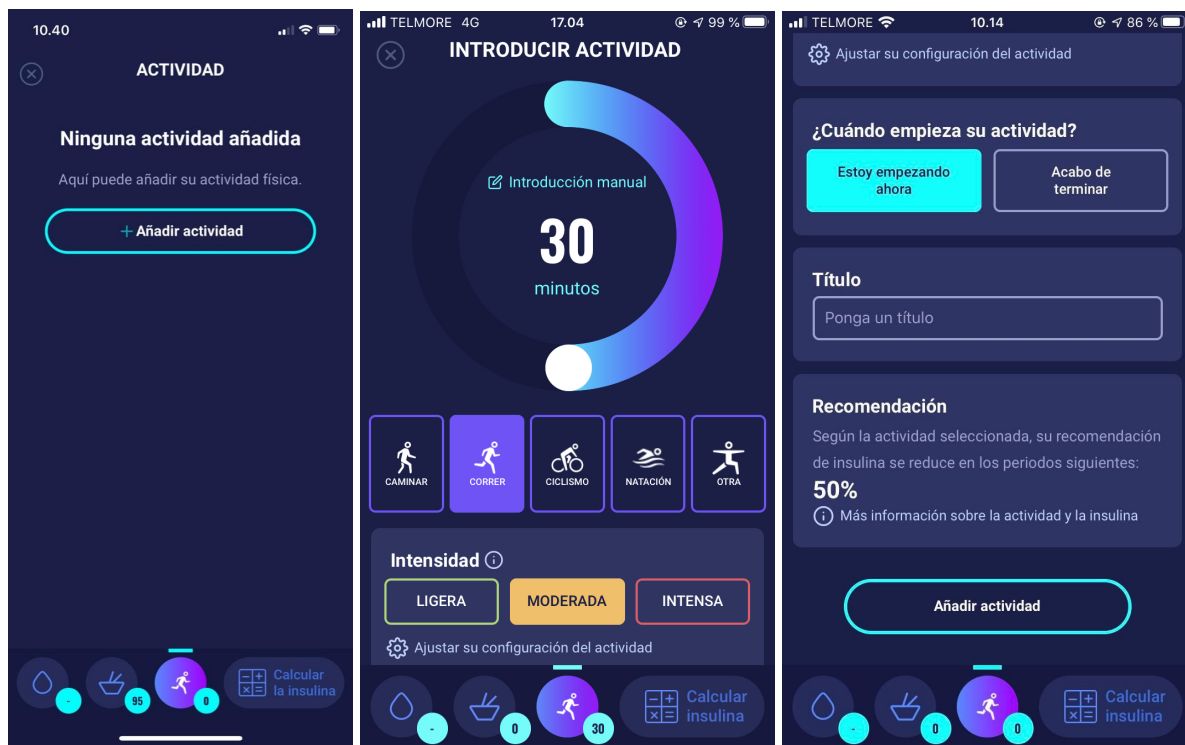 10.40
ACTIVIDAD
Ninguna actividad añadida
Aquí puede añadir su actividad física.
+ Añadir actividad
-
95
0
Calcular
la insulina
TELMORE 4G
17.04
99 %
INTRODUCIR ACTIVIDAD
Introducción manual
30
minutos
CAMINAR
CORRER
CICLISMO
NATACIÓN
OTRA
Intensidad
LIGERA
MODERADA
INTENSA
Ajustar su configuración del actividad
-
0
30
Calcular
insulina
TELMORE
10.14
86 %
Ajustar su configuración del actividad
¿Cuándo empieza su actividad?
Estoy empezando
ahora
Acabo de
terminar
Título
Ponga un título
Recomendación
Según la actividad seleccionada, su recomendación
de insulina se reduce en los periodos siguientes:
50%
Más información sobre la actividad y la insulina
Añadir actividad
-
0
0
Calcular
insulina